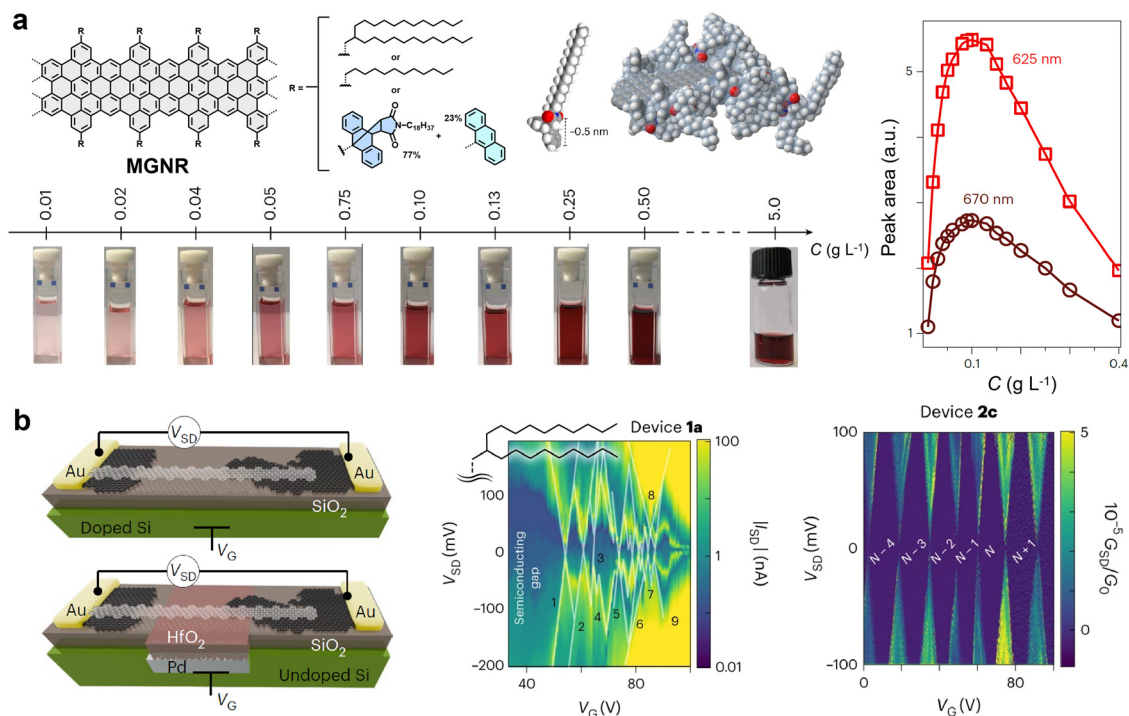 a
R R R R
R R R R
MGNR
R =
or
or
O
N–C18H37
O
77%
+
23%
~0.5 nm
625 nm
670 nm
Peak area (a.u.)
5
1
0.1 0.4
C (g L-1)
0.01 0.02 0.04 0.05 0.75 0.10 0.13 0.25 0.50 5.0
C (g L-1)
b
VSD
Au Au
SiO2
Doped Si
VG
VSD
Au Au
HfO2
SiO2
Pd
Undoped Si
VG
Device 1a
100
0
−100
−200
VSD (mV)
Semiconducting gap
1 2 3 4 5 6 7 8 9
40 60 80
VG (V)
100
1
0.01
|ISD| (nA)
Device 2c
100
0
−100
VSD (mV)
N − 4 N − 3 N − 2 N − 1 N N + 1
0 40 80
VG (V)
5
0
10-5 GSD/G0